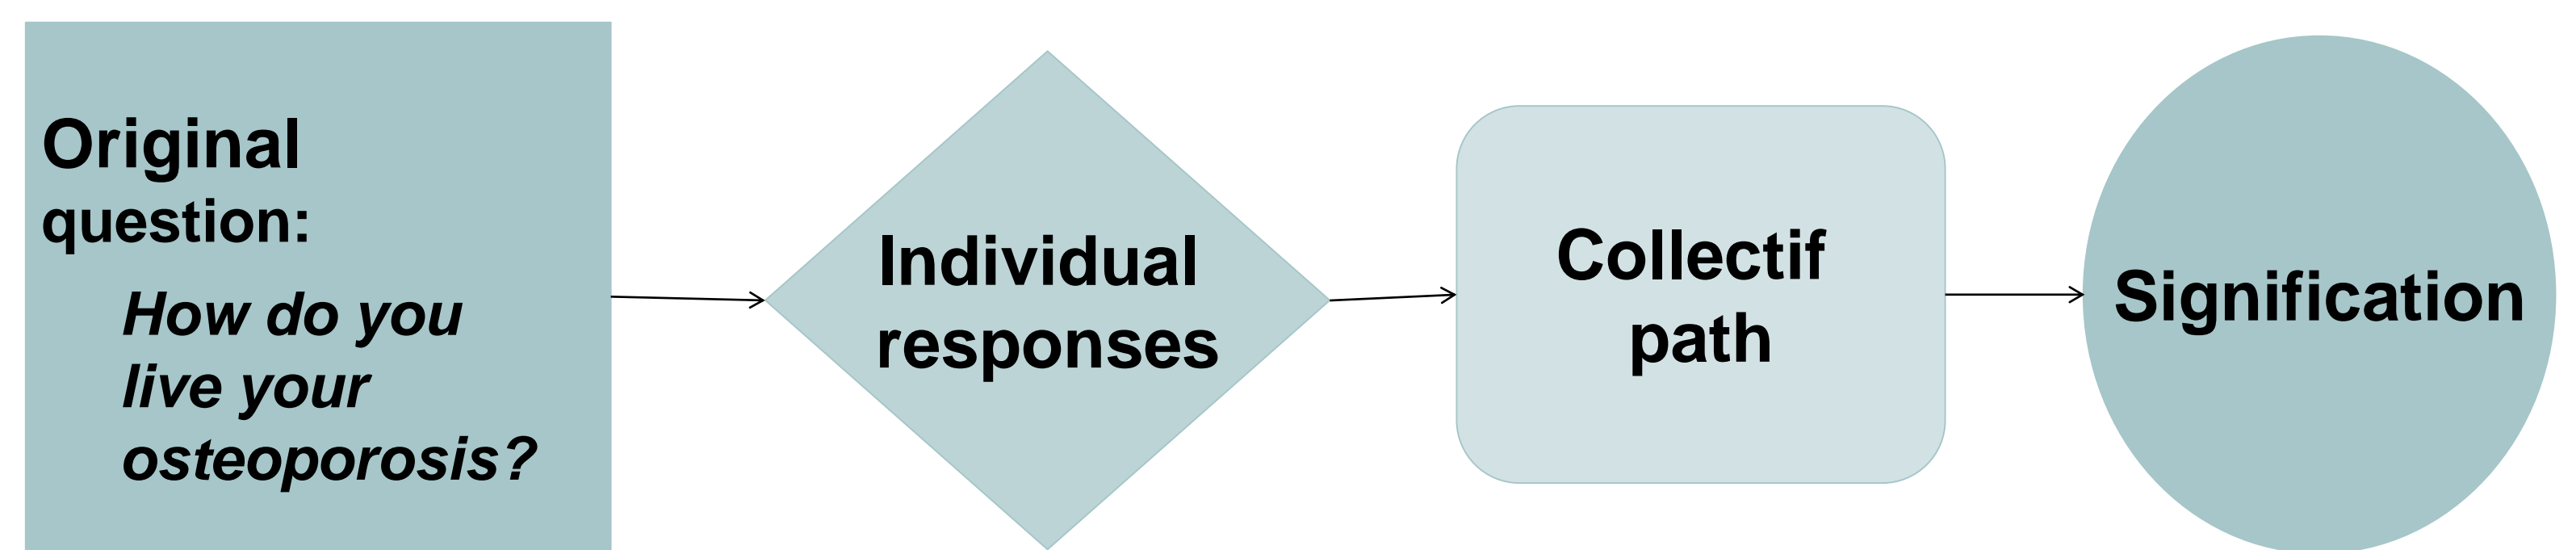 Original
question:
How do you
live your
osteoporosis?
Individual
responses
Collectif
path
Signification